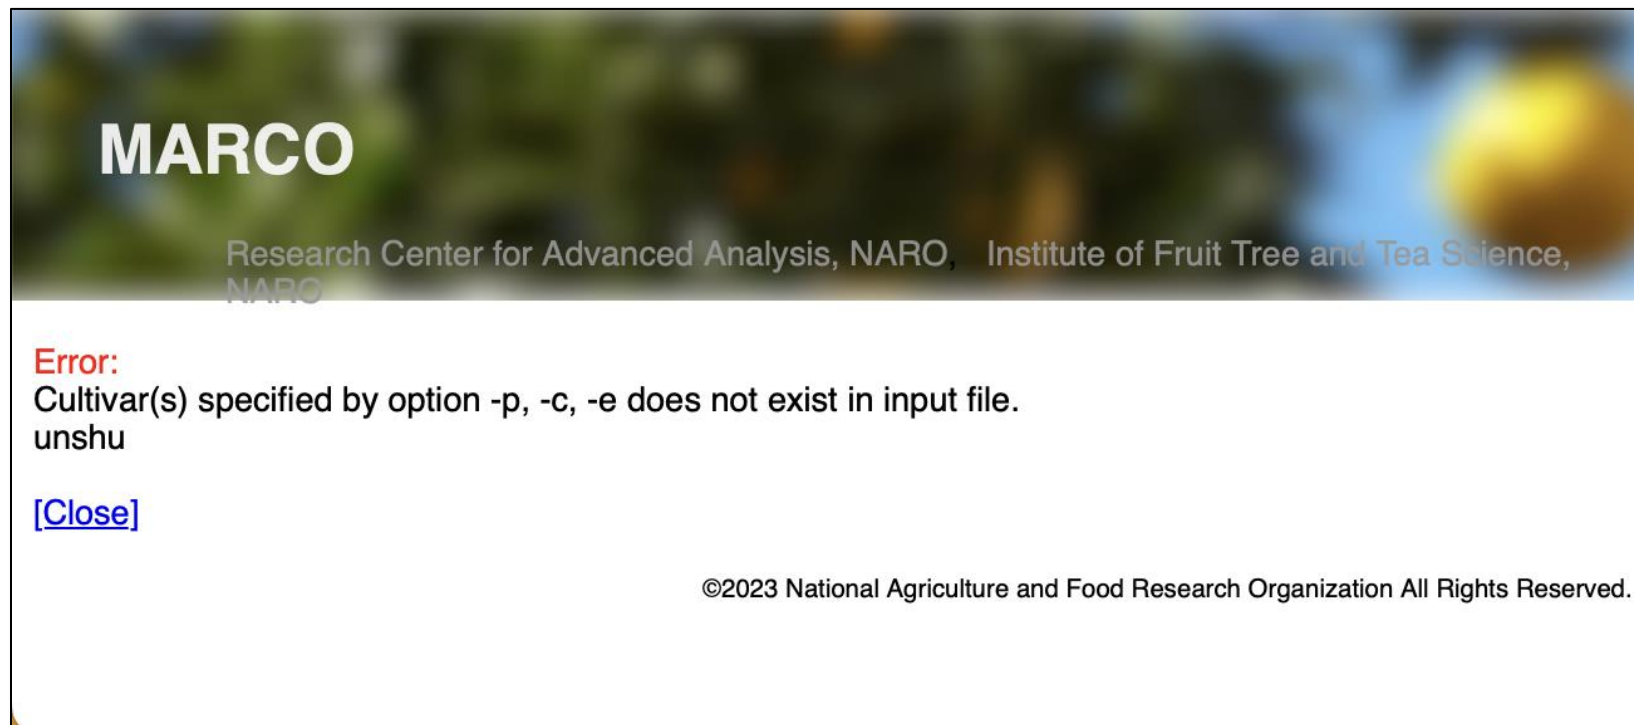 MARCO
Research Center for Advanced Analysis, NARO,   Institute of Fruit Tree and Tea Science,
NARO
Error:
Cultivar(s) specified by option -p, -c, -e does not exist in input file.
unshu
[Close]
©2023 National Agriculture and Food Research Organization All Rights Reserved.